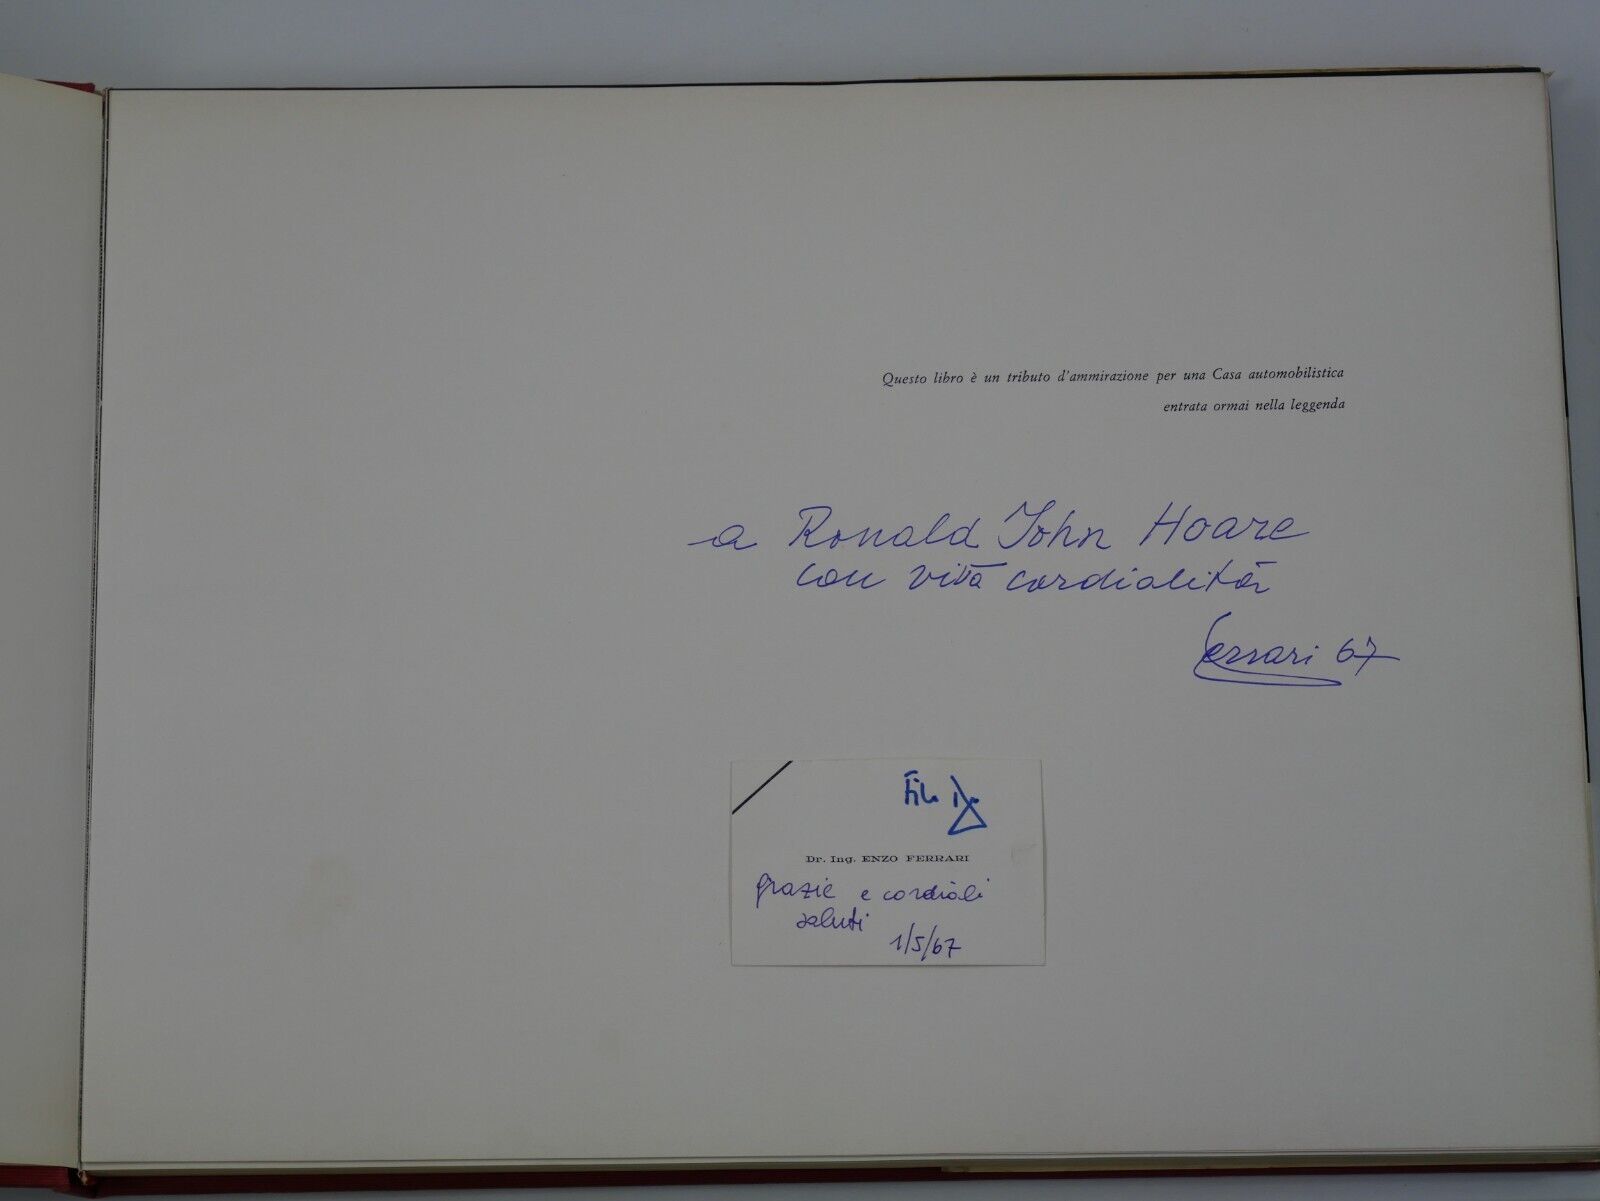 Questo libro è un tributo d'ammirazione per una Casa automobilistica
entrata ormai nella leggenda
a Ronald John Hoare
con viva cordialità
Ferrari 67
File
Dr. Ing. ENZO FERRARI
grazie e cordiali
saluti
1/5/67